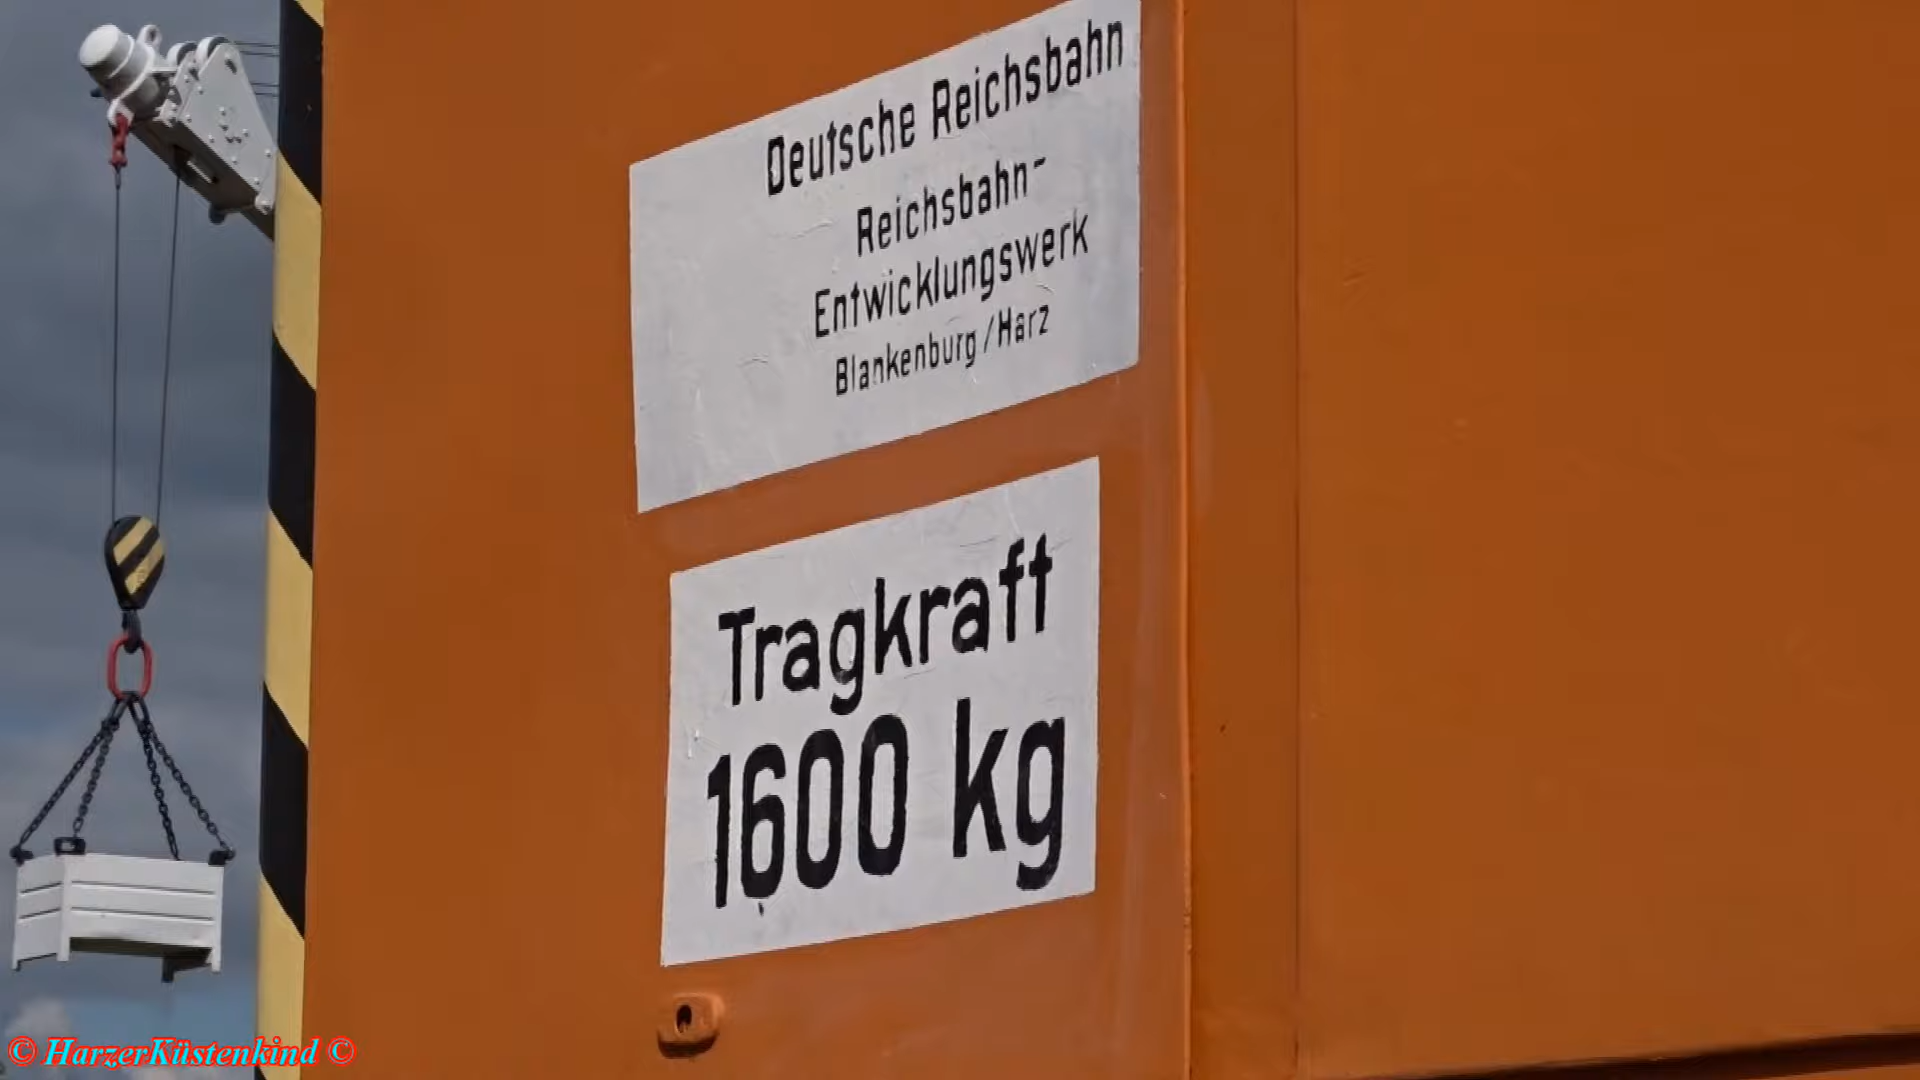 Deutsche Reichsbahn
Reichsbahn-
Entwicklungswerk
Blankenburg/Harz
Tragkraft
1600 kg
© HarzerKüstenkind ©